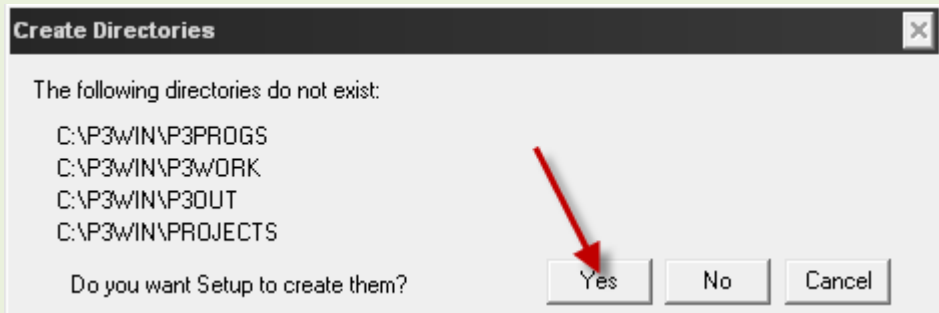 Create Directories
The following directories do not exist:
C:\P3WIN\P3PROGS
C:\P3WIN\P3WORK
C:\P3WIN\P3OUT
C:\P3WIN\PROJECTS
Do you want Setup to create them?
Yes No Cancel